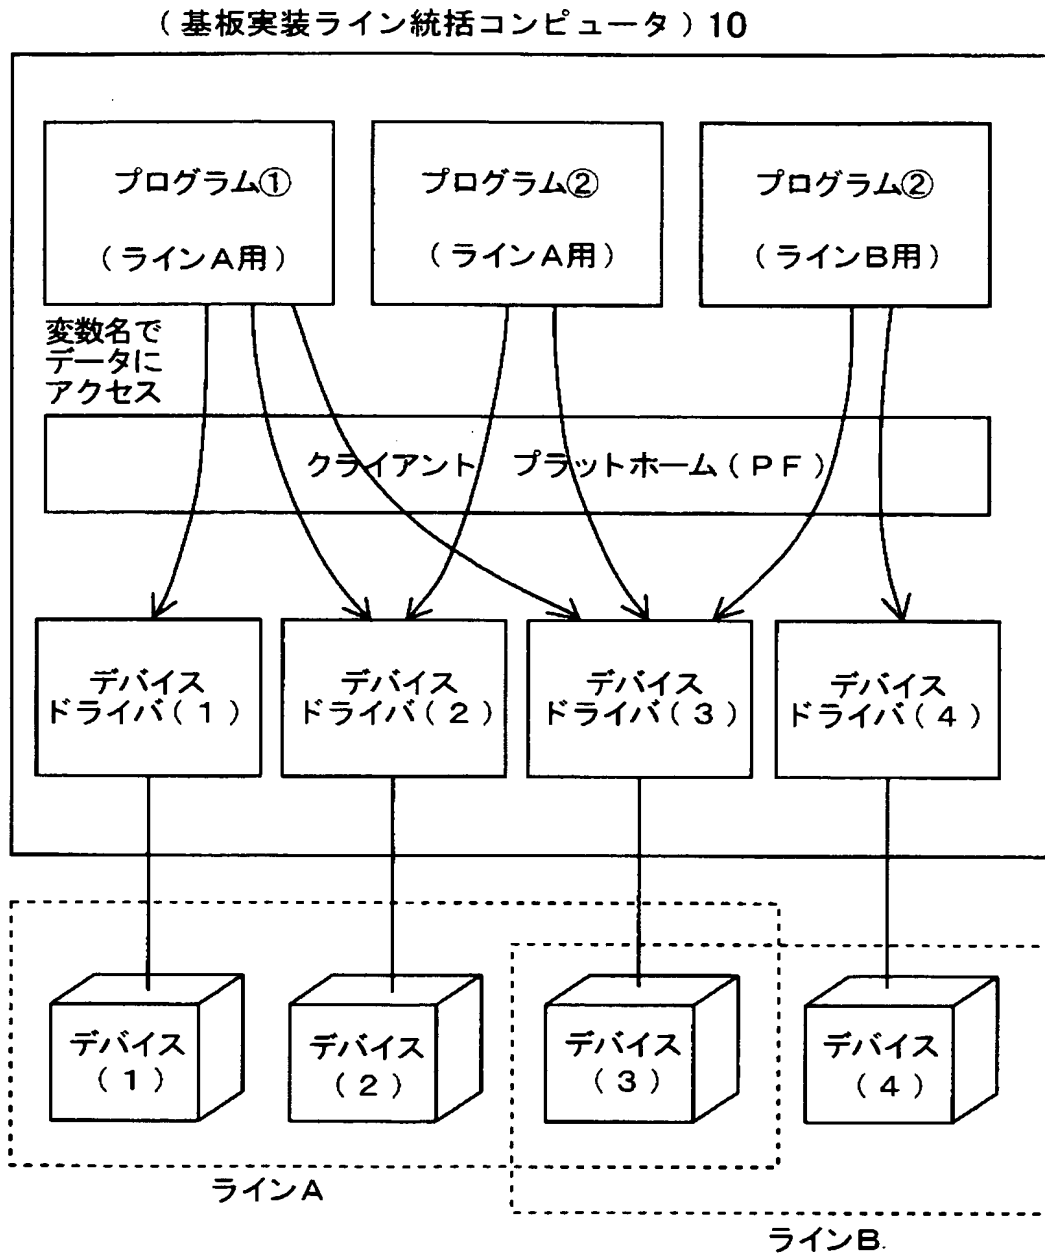 (基板実装ライン統括コンピュータ)10
プログラム①
(ラインA用)
プログラム②
(ラインA用)
プログラム②
(ラインB用)
変数名で
データに
アクセス
クライアント プラットホーム(PF)
デバイス
ドライバ(1)
デバイス
ドライバ(2)
デバイス
ドライバ(3)
デバイス
ドライバ(4)
デバイス
(1)
デバイス
(2)
デバイス
(3)
デバイス
(4)
ラインA
ラインB